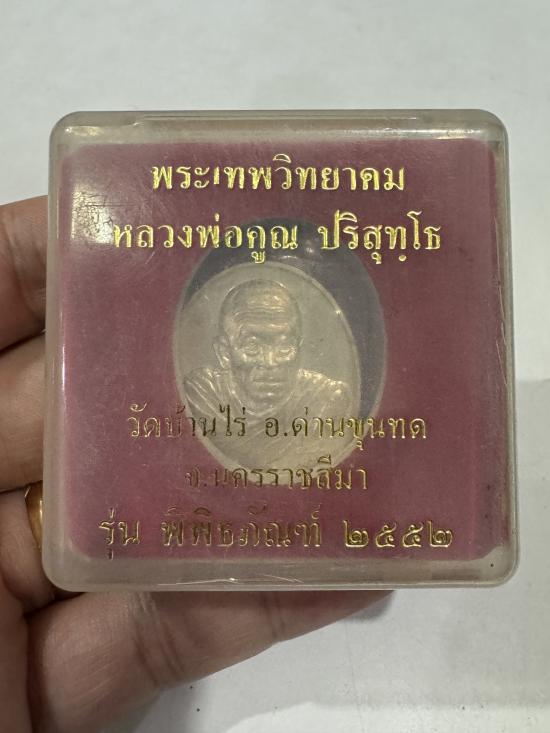 พระเทพวิทยาคม
หลวงพ่อคูณ ปริสุทฺโธ
วัดบ้านไร่ อ.ด่านขุนทด
จ.นครราชสีมา
รุ่น พิพิธภัณฑ์ ๒๕๕๒